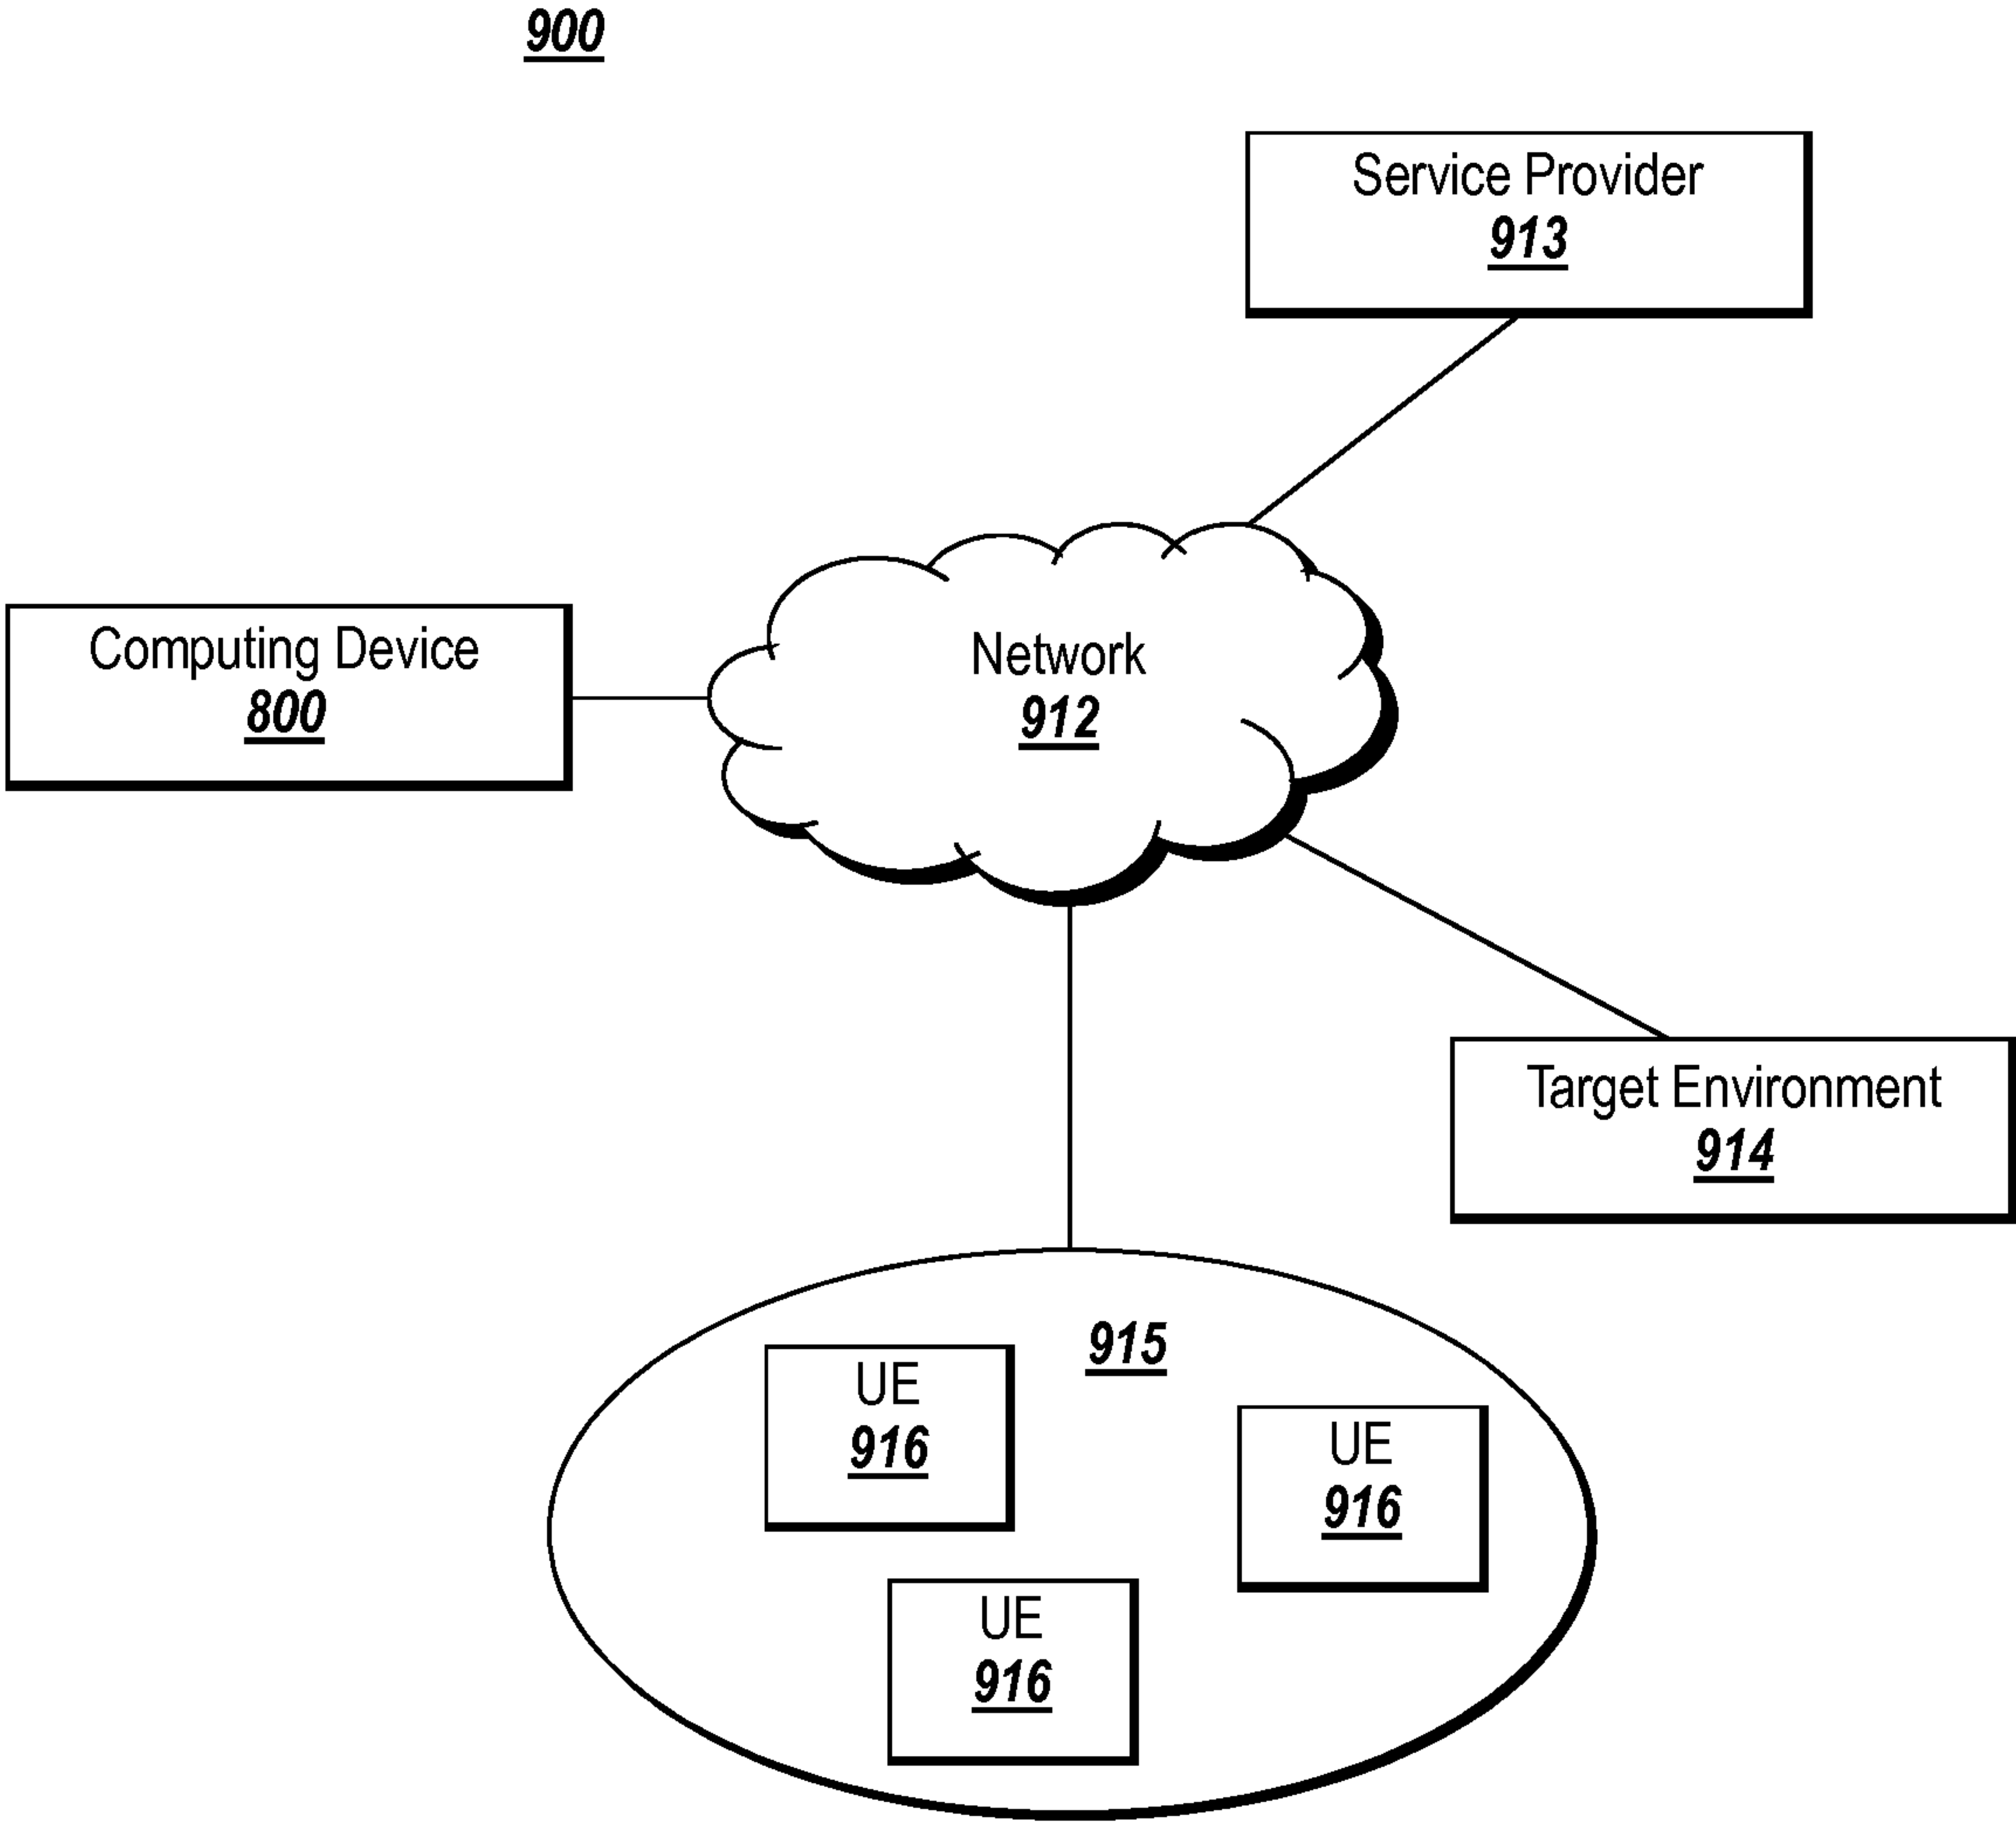 900
Service Provider
913
Computing Device
800
Network
912
Target Environment
914
915
UE
916
UE
916
UE
916